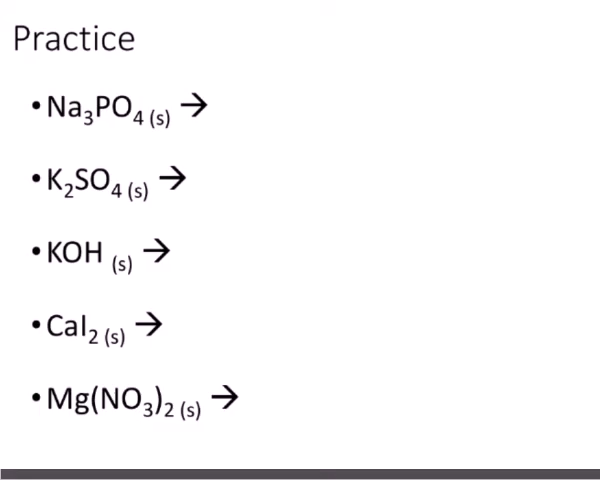 Practice
• Na₃PO₄ (s) →
• K₂SO₄ (s) →
• KOH (s) →
• CaI₂ (s) →
• Mg(NO₃)₂ (s) →